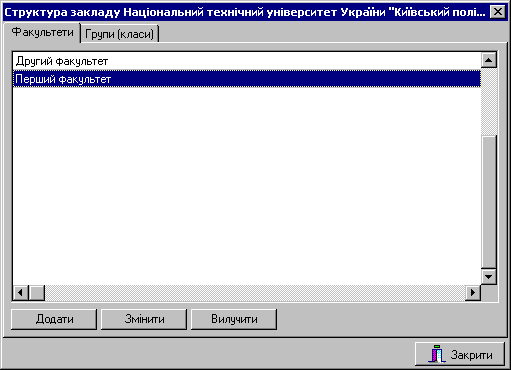 Структура закладу Національний технічний університет України "Київський полі...
Факультети
Групи (класи)
Другий факультет
Перший факультет
Додати
Змінити
Вилучити
Закрити